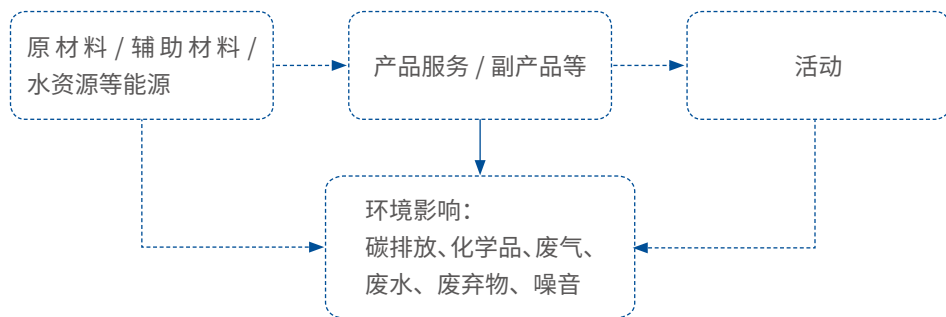 原材料 / 辅助材料 /
水资源等能源
产品服务 / 副产品等
活动
环境影响：
碳排放、化学品、废气、
废水、废弃物、噪音